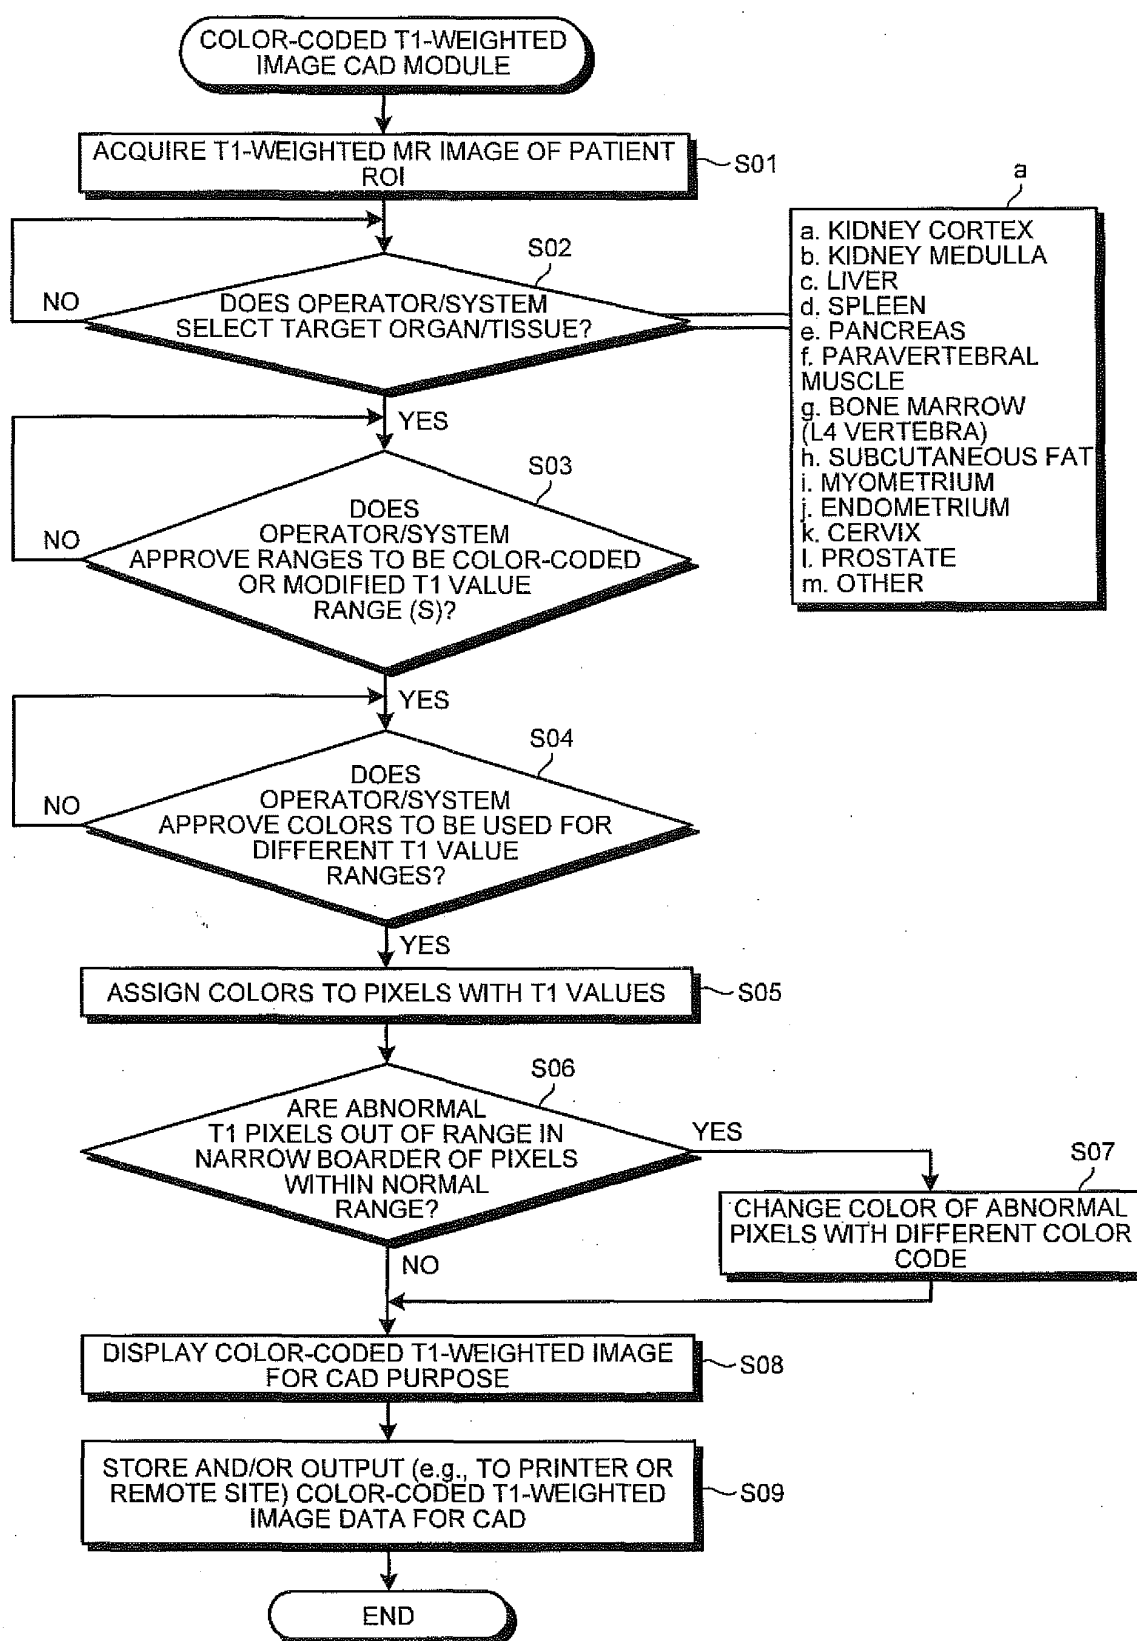 COLOR-CODED T1-WEIGHTED
IMAGE CAD MODULE
ACQUIRE T1-WEIGHTED MR IMAGE OF PATIENT
ROI
S01
a
a. KIDNEY CORTEX
b. KIDNEY MEDULLA
c. LIVER
d. SPLEEN
e. PANCREAS
f. PARAVERTEBRAL
MUSCLE
g. BONE MARROW
(L4 VERTEBRA)
h. SUBCUTANEOUS FAT
i. MYOMETRIUM
j. ENDOMETRIUM
k. CERVIX
l. PROSTATE
m. OTHER
S02
NO
DOES OPERATOR/SYSTEM
SELECT TARGET ORGAN/TISSUE?
YES
S03
NO
DOES
OPERATOR/SYSTEM
APPROVE RANGES TO BE COLOR-CODED
OR MODIFIED T1 VALUE
RANGE (S)?
YES
S04
NO
DOES
OPERATOR/SYSTEM
APPROVE COLORS TO BE USED FOR
DIFFERENT T1 VALUE
RANGES?
YES
ASSIGN COLORS TO PIXELS WITH T1 VALUES
S05
S06
ARE ABNORMAL
T1 PIXELS OUT OF RANGE IN
NARROW BOARDER OF PIXELS
WITHIN NORMAL
RANGE?
YES
S07
CHANGE COLOR OF ABNORMAL
PIXELS WITH DIFFERENT COLOR
CODE
NO
DISPLAY COLOR-CODED T1-WEIGHTED IMAGE
FOR CAD PURPOSE
S08
STORE AND/OR OUTPUT (e.g., TO PRINTER OR
REMOTE SITE) COLOR-CODED T1-WEIGHTED
IMAGE DATA FOR CAD
S09
END